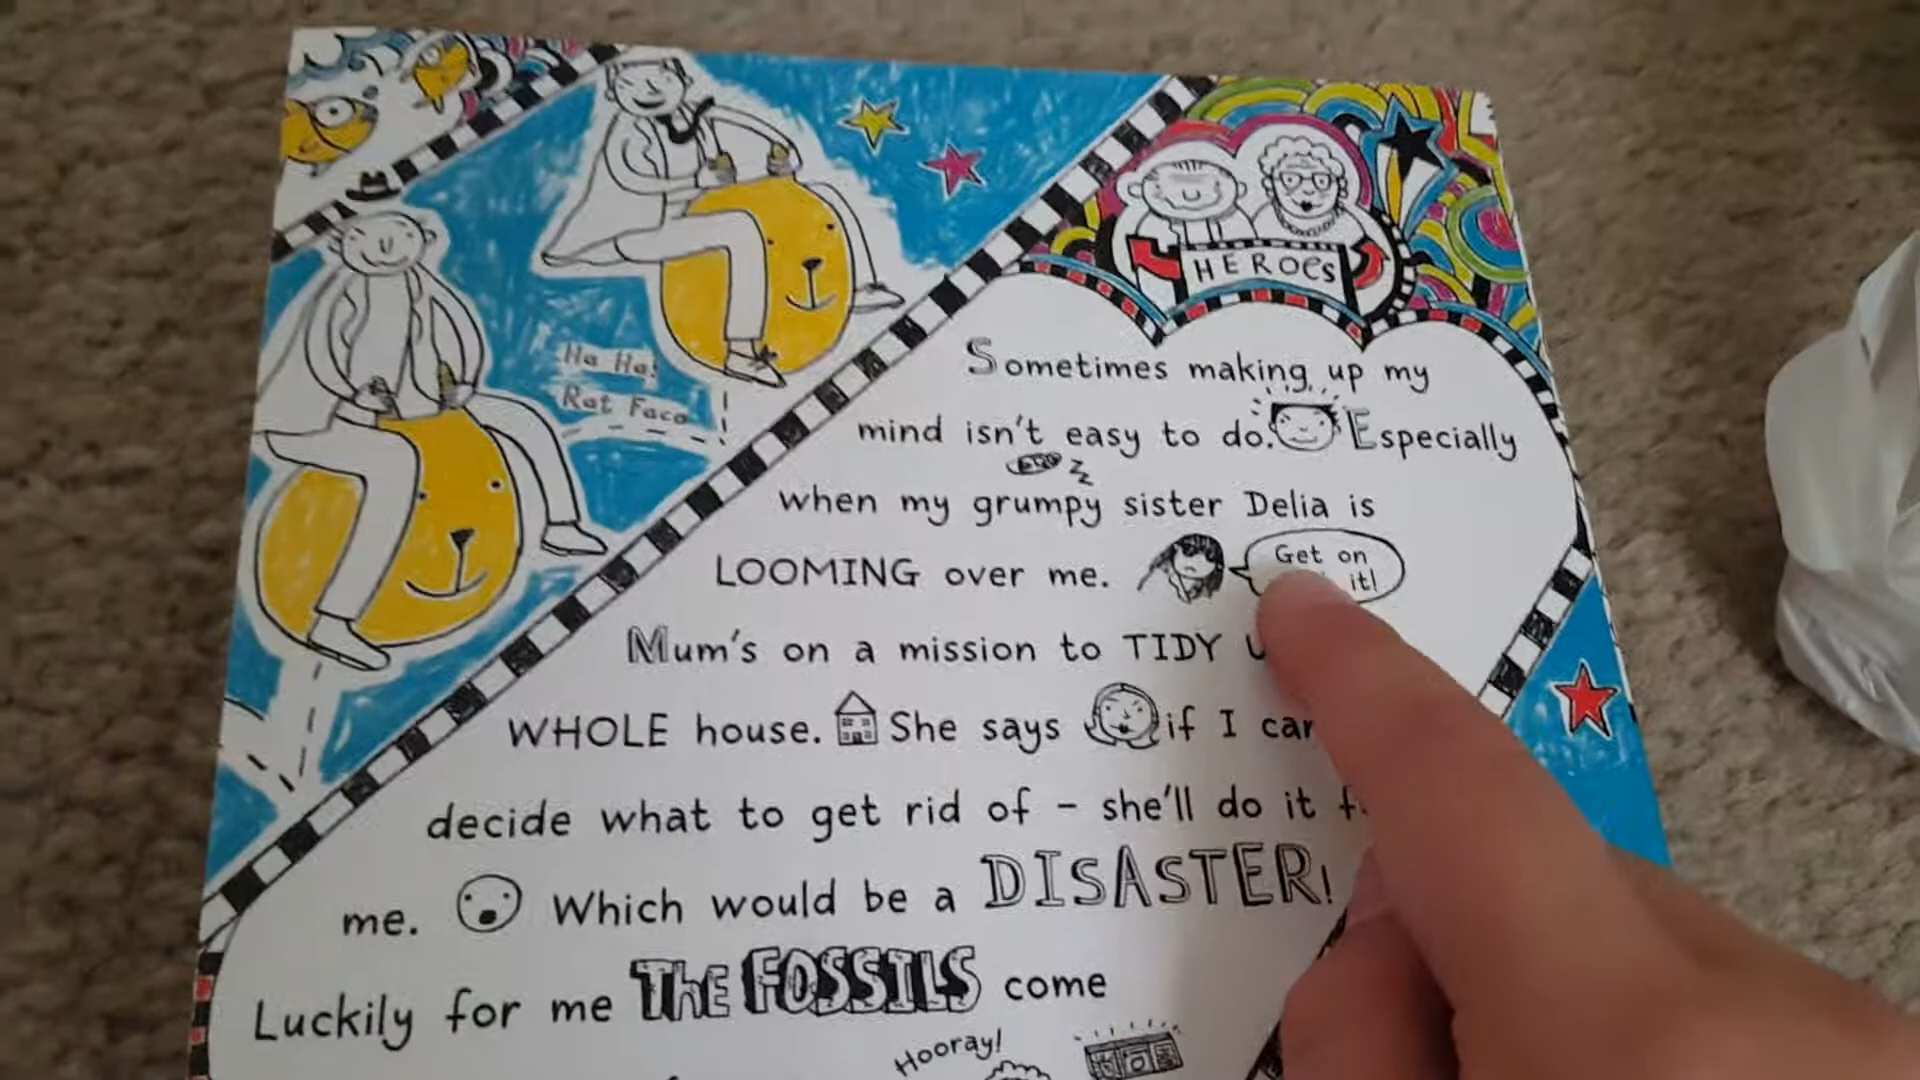 HEROes
Ha Ha!
Rat Face
Sometimes making up my
mind isn't easy to do. Especially
z
z
when my grumpy sister Delia is
LOOMING over me. Get on
it!
Mum's on a mission to TIDY
WHOLE house. She says if I
decide what to get rid of - she'll do it
me. Which would be a DISASTER!
Luckily for me THE FOSSILS come
Hooray!